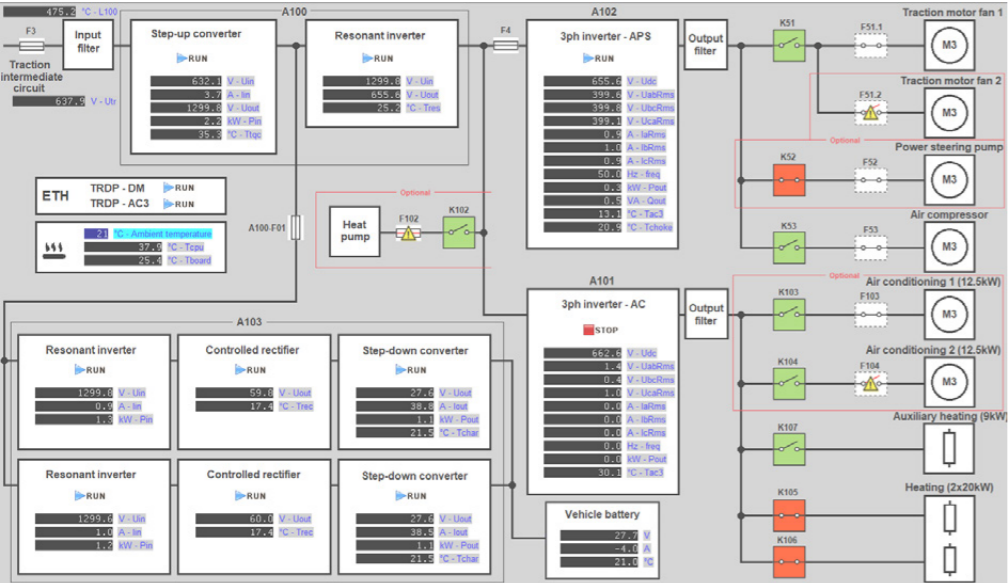 475.2 °C - L100
F3
Input
filter
Traction
intermediate
circuit
637.9 V - Utr
A100
Step-up converter
RUN
632.1 V - Uin
3.7 A - Iin
1299.8 V - Uout
2.2 kW - Pin
35.3 °C - Ttqc
Resonant inverter
RUN
1299.8 V - Uin
655.8 V - Uout
25.2 °C - Tres
F4
A102
3ph inverter - APS
RUN
655.6 V - Udc
399.6 V - UabRms
399.8 V - UbcRms
399.1 V - UcaRms
0.9 A - IaRms
1.0 A - IbRms
0.9 A - IcRms
50.0 Hz - freq
0.3 kW - Pout
0.5 VA - Qout
13.1 °C - Tac3
20.9 °C - Tchoke
Output
filter
K51
F51.1
Traction motor fan 1
M3
Traction motor fan 2
F51.2
M3
Optional
Power steering pump
K52
F52
M3
Air compressor
K53
F53
M3
ETH
TRDP - DM RUN
TRDP - AC3 RUN
21 °C - Ambient temperature
37.9 °C - Tcpu
25.4 °C - Tboard
A100-F01
Optional
Heat
pump
F102
K102
A101
3ph inverter - AC
STOP
662.6 V - Udc
1.4 V - UabRms
0.4 V - UbcRms
1.0 V - UcaRms
0.0 A - IaRms
0.0 A - IbRms
0.0 A - IcRms
0.0 Hz - freq
0.0 kW - Pout
30.1 °C - Tac3
Output
filter
Optional
Air conditioning 1 (12.5kW)
K103
F103
M3
Air conditioning 2 (12.5kW)
K104
F104
M3
Auxiliary heating (9kW)
K107
Heating (2x20kW)
K105
K106
A103
Resonant inverter
RUN
1299.0 V - Uin
0.9 A - Iin
1.3 kW - Pin
Controlled rectifier
RUN
59.8 V - Uout
17.4 °C - Trec
Step-down converter
RUN
27.6 V - Uout
38.8 A - Iout
1.1 kW - Pout
21.5 °C - Tchar
Resonant inverter
RUN
1299.6 V - Uin
1.0 A - Iin
1.2 kW - Pin
Controlled rectifier
RUN
60.0 V - Uout
17.4 °C - Trec
Step-down converter
RUN
27.6 V - Uout
38.5 A - Iout
1.1 kW - Pout
21.5 °C - Tchar
Vehicle battery
27.7 V
-4.0 A
21.0 °C